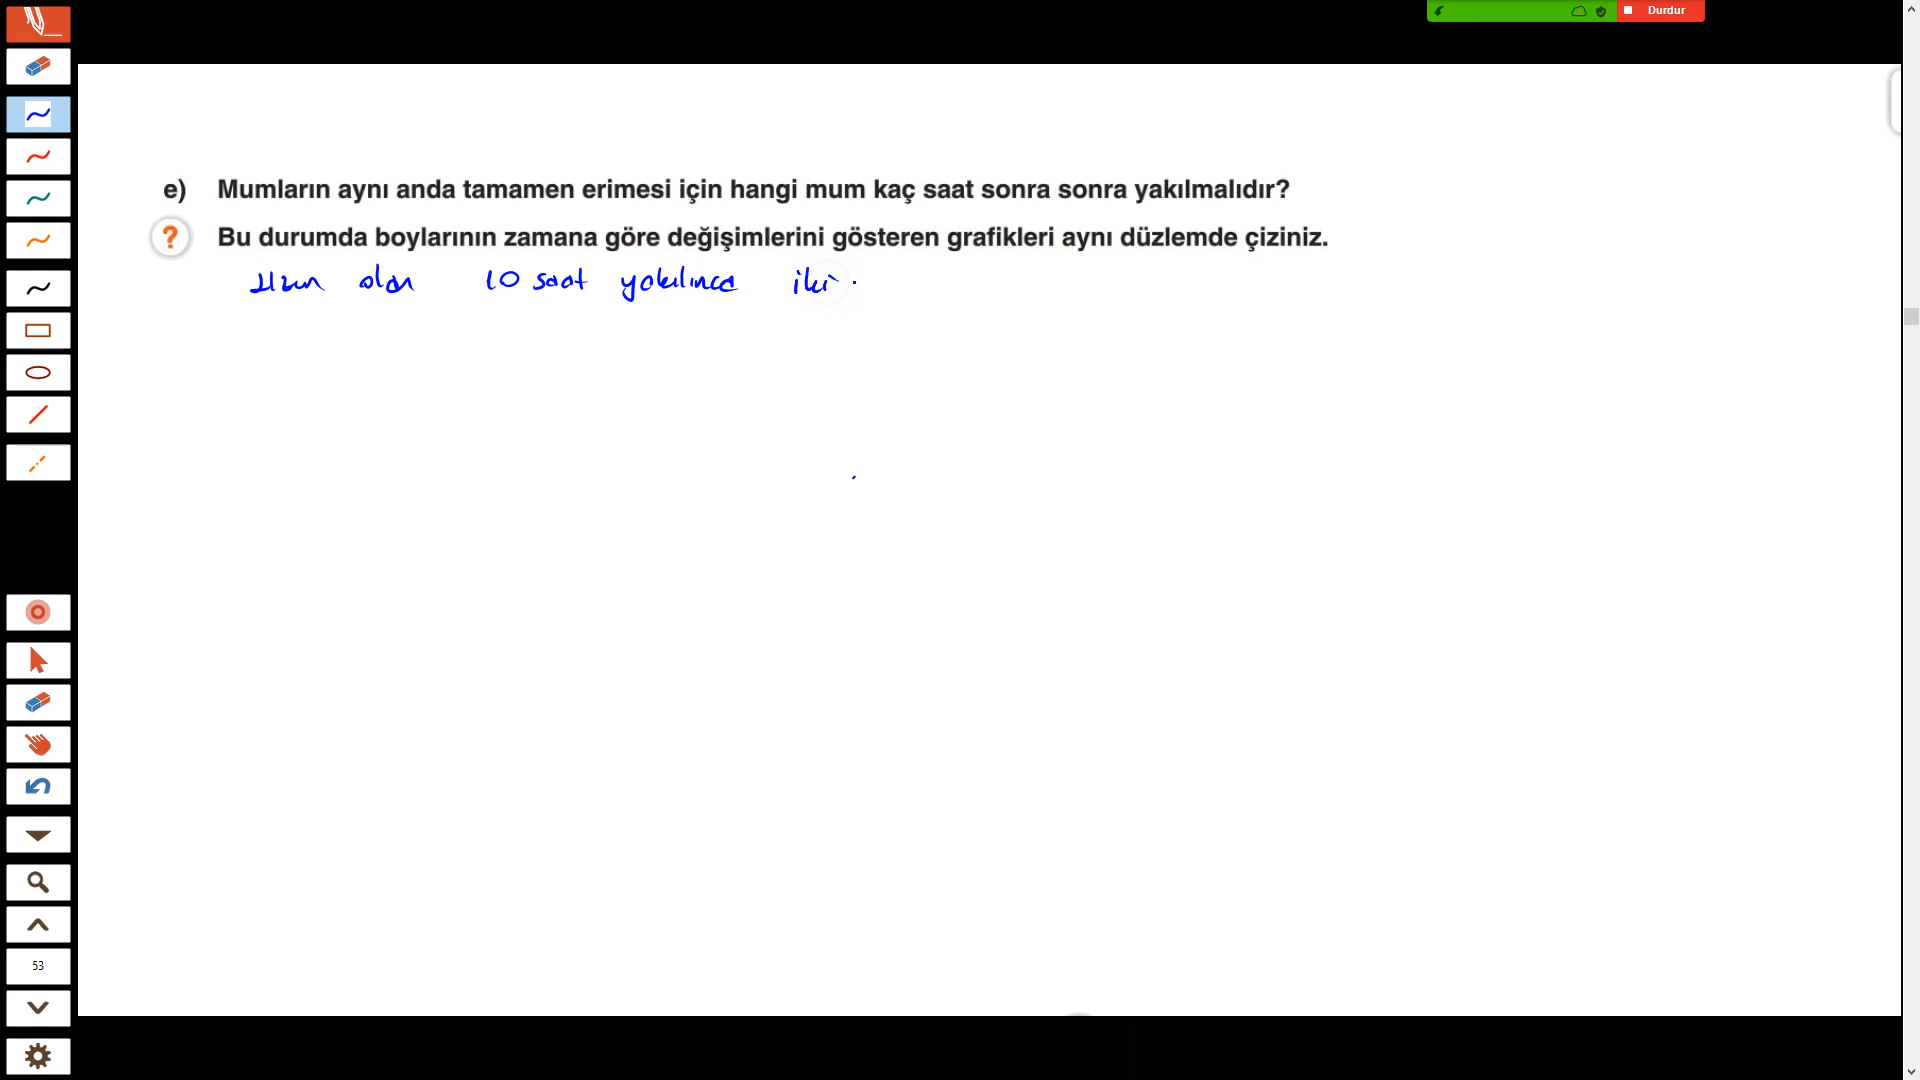 Durdur
e) Mumların aynı anda tamamen erimesi için hangi mum kaç saat sonra sonra yakılmalıdır?
? Bu durumda boylarının zamana göre değişimlerini gösteren grafikleri aynı düzlemde çiziniz.
Uzun olan 10 saat yakılınca iki
53